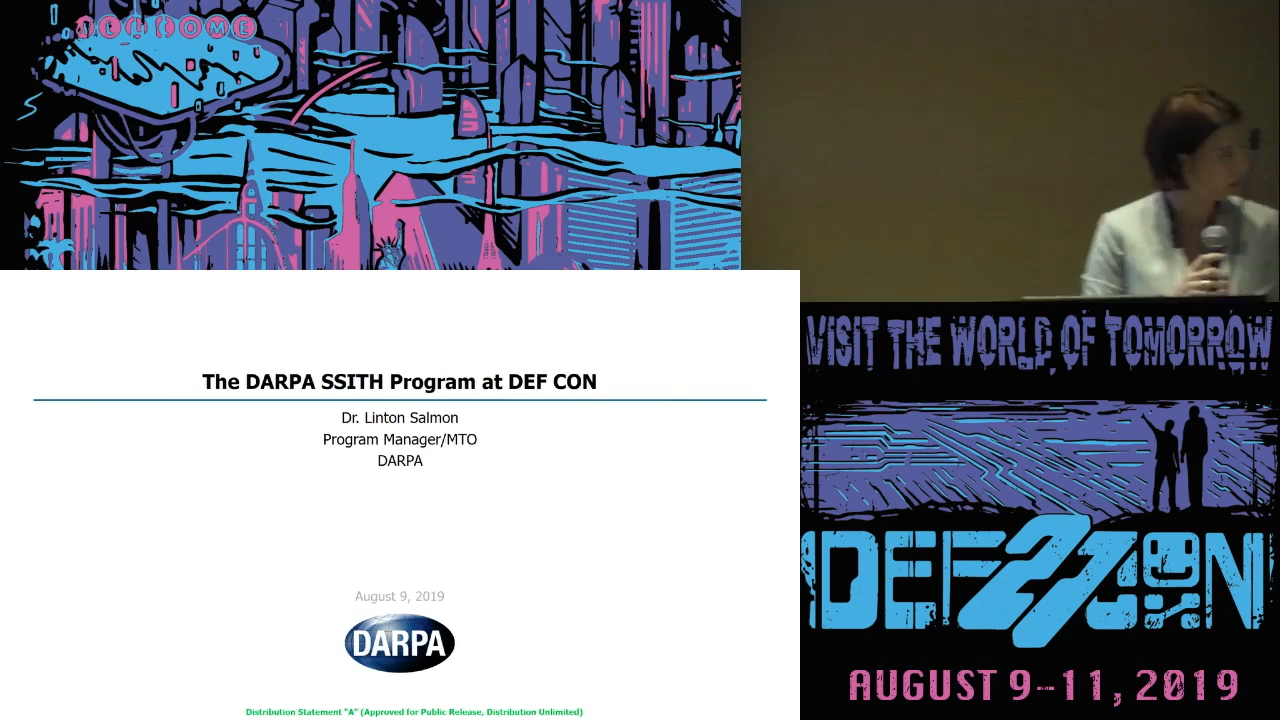 WELCOME
The DARPA SSITH Program at DEF CON
Dr. Linton Salmon
Program Manager/MTO
DARPA
August 9, 2019
DARPA
Distribution Statement "A" (Approved for Public Release, Distribution Unlimited)
VISIT THE WORLD OF TOMORROW
DEF 27 CON
AUGUST 9-11, 2019